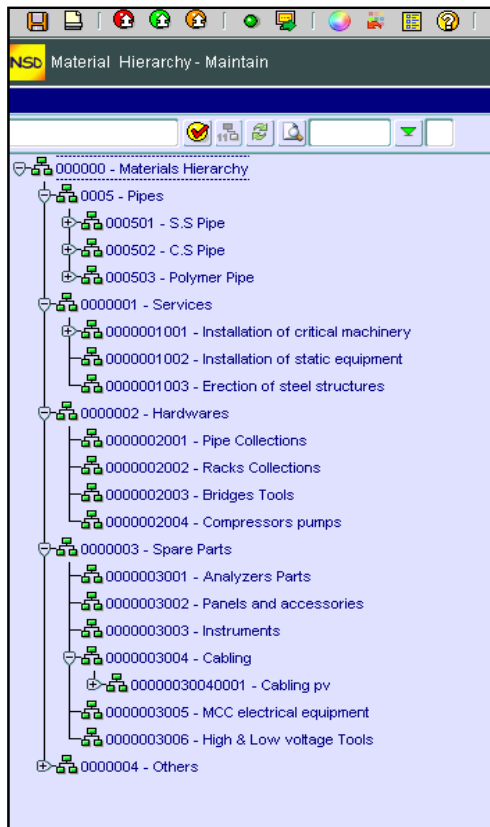 NSD Material Hierarchy - Maintain
000000 - Materials Hierarchy
0005 - Pipes
000501 - S.S Pipe
000502 - C.S Pipe
000503 - Polymer Pipe
0000001 - Services
0000001001 - Installation of critical machinery
0000001002 - Installation of static equipment
0000001003 - Erection of steel structures
0000002 - Hardwares
0000002001 - Pipe Collections
0000002002 - Racks Collections
0000002003 - Bridges Tools
0000002004 - Compressors pumps
0000003 - Spare Parts
0000003001 - Analyzers Parts
0000003002 - Panels and accessories
0000003003 - Instruments
0000003004 - Cabling
00000030040001 - Cabling pv
0000003005 - MCC electrical equipment
0000003006 - High & Low voltage Tools
0000004 - Others